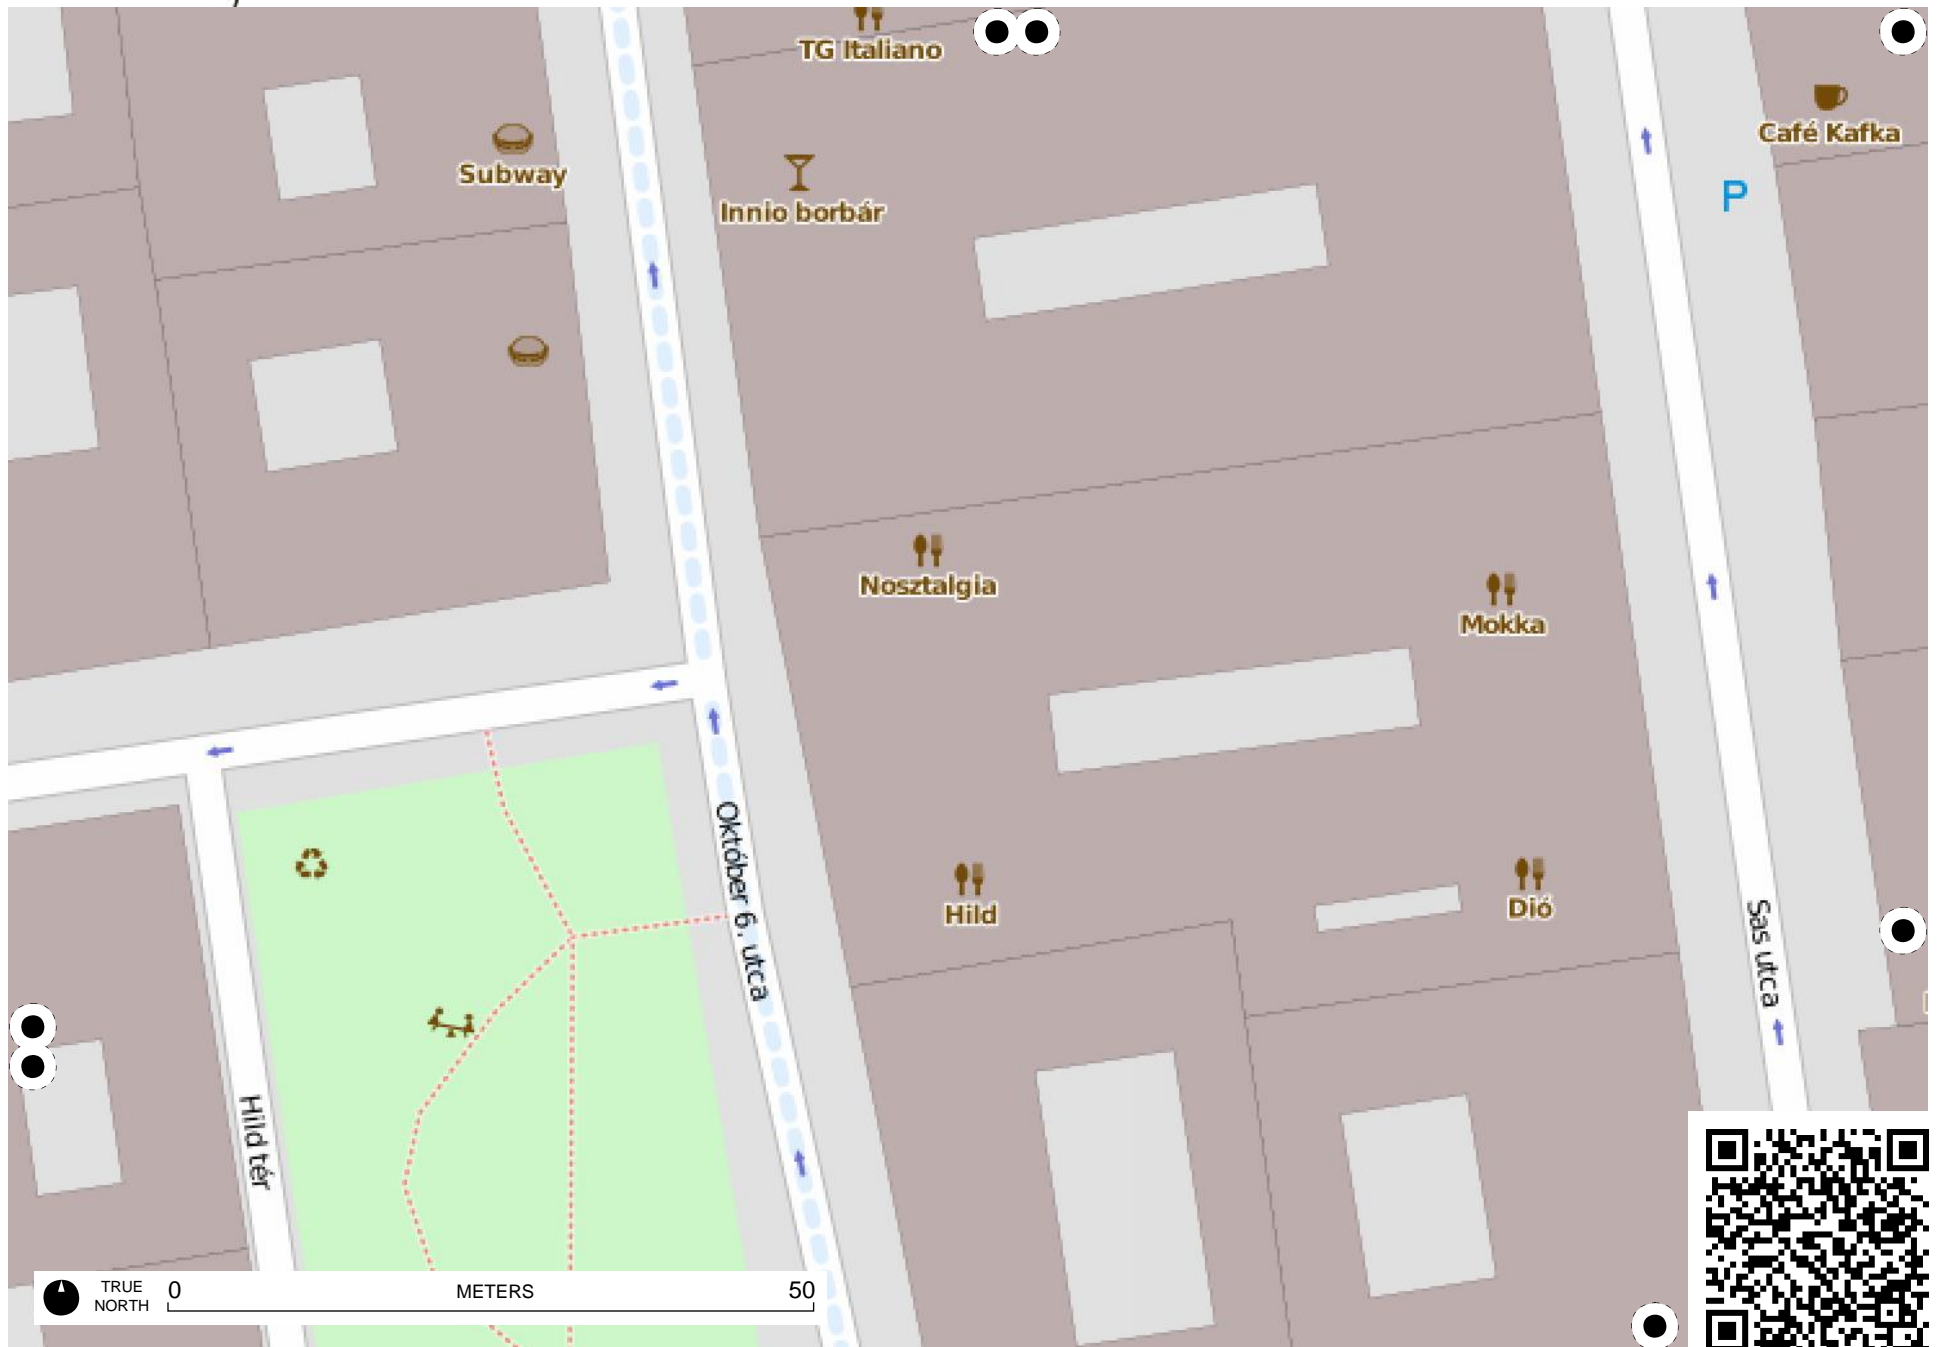 TG Italiano
Café Kafka
Subway
Innio borbár
P
Nosztalgia
Mokka
Október 6. utca
Hild
Dió
Sas utca
Hild tér
TRUE
NORTH
0
METERS
50